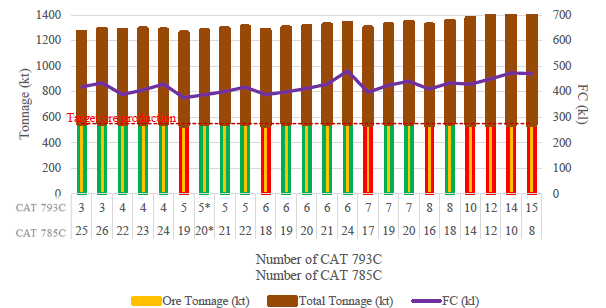 1400 700
1200 600
1000 500
800 400
600 300
400 200
200 100
0 0
Tonnage (kt)
FC (kl)
Target ore production
CAT 793C 3 3 4 4 4 5 5* 5 5 6 6 6 6 6 7 7 7 8 8 10 12 14 15
CAT 785C 25 26 22 23 24 19 20* 21 22 18 19 20 21 24 17 19 20 16 18 14 12 10 8
Number of CAT 793C
Number of CAT 785C
Ore Tonnage (kt) Total Tonnage (kt) FC (kl)